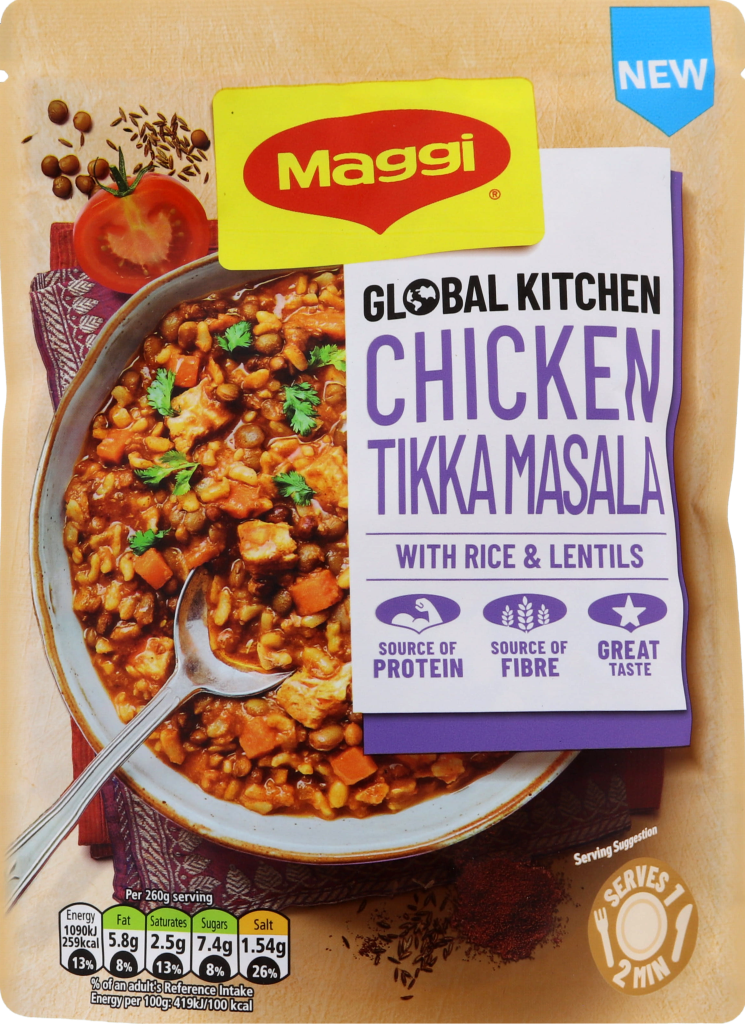 NEW
Maggi
®
GLOBAL KITCHEN
CHICKEN
TIKKA MASALA
WITH RICE & LENTILS
SOURCE OF
PROTEIN
SOURCE OF
FIBRE
GREAT
TASTE
Serving Suggestion
SERVES 1
2 MIN
Per 260g serving
Energy
1090kJ
259kcal
13%
Fat
5.8g
8%
Saturates
2.5g
13%
Sugars
7.4g
8%
Salt
1.54g
26%
% of an adult's Reference Intake
Energy per 100g: 419kJ/100 kcal